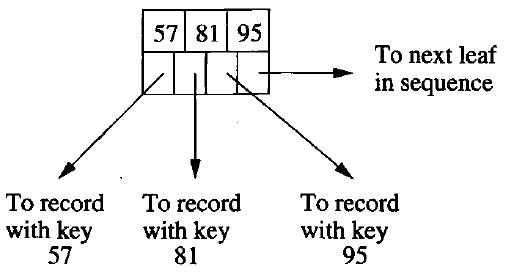 57 81 95
To next leaf
in sequence
To record
with key
57
To record
with key
81
To record
with key
95